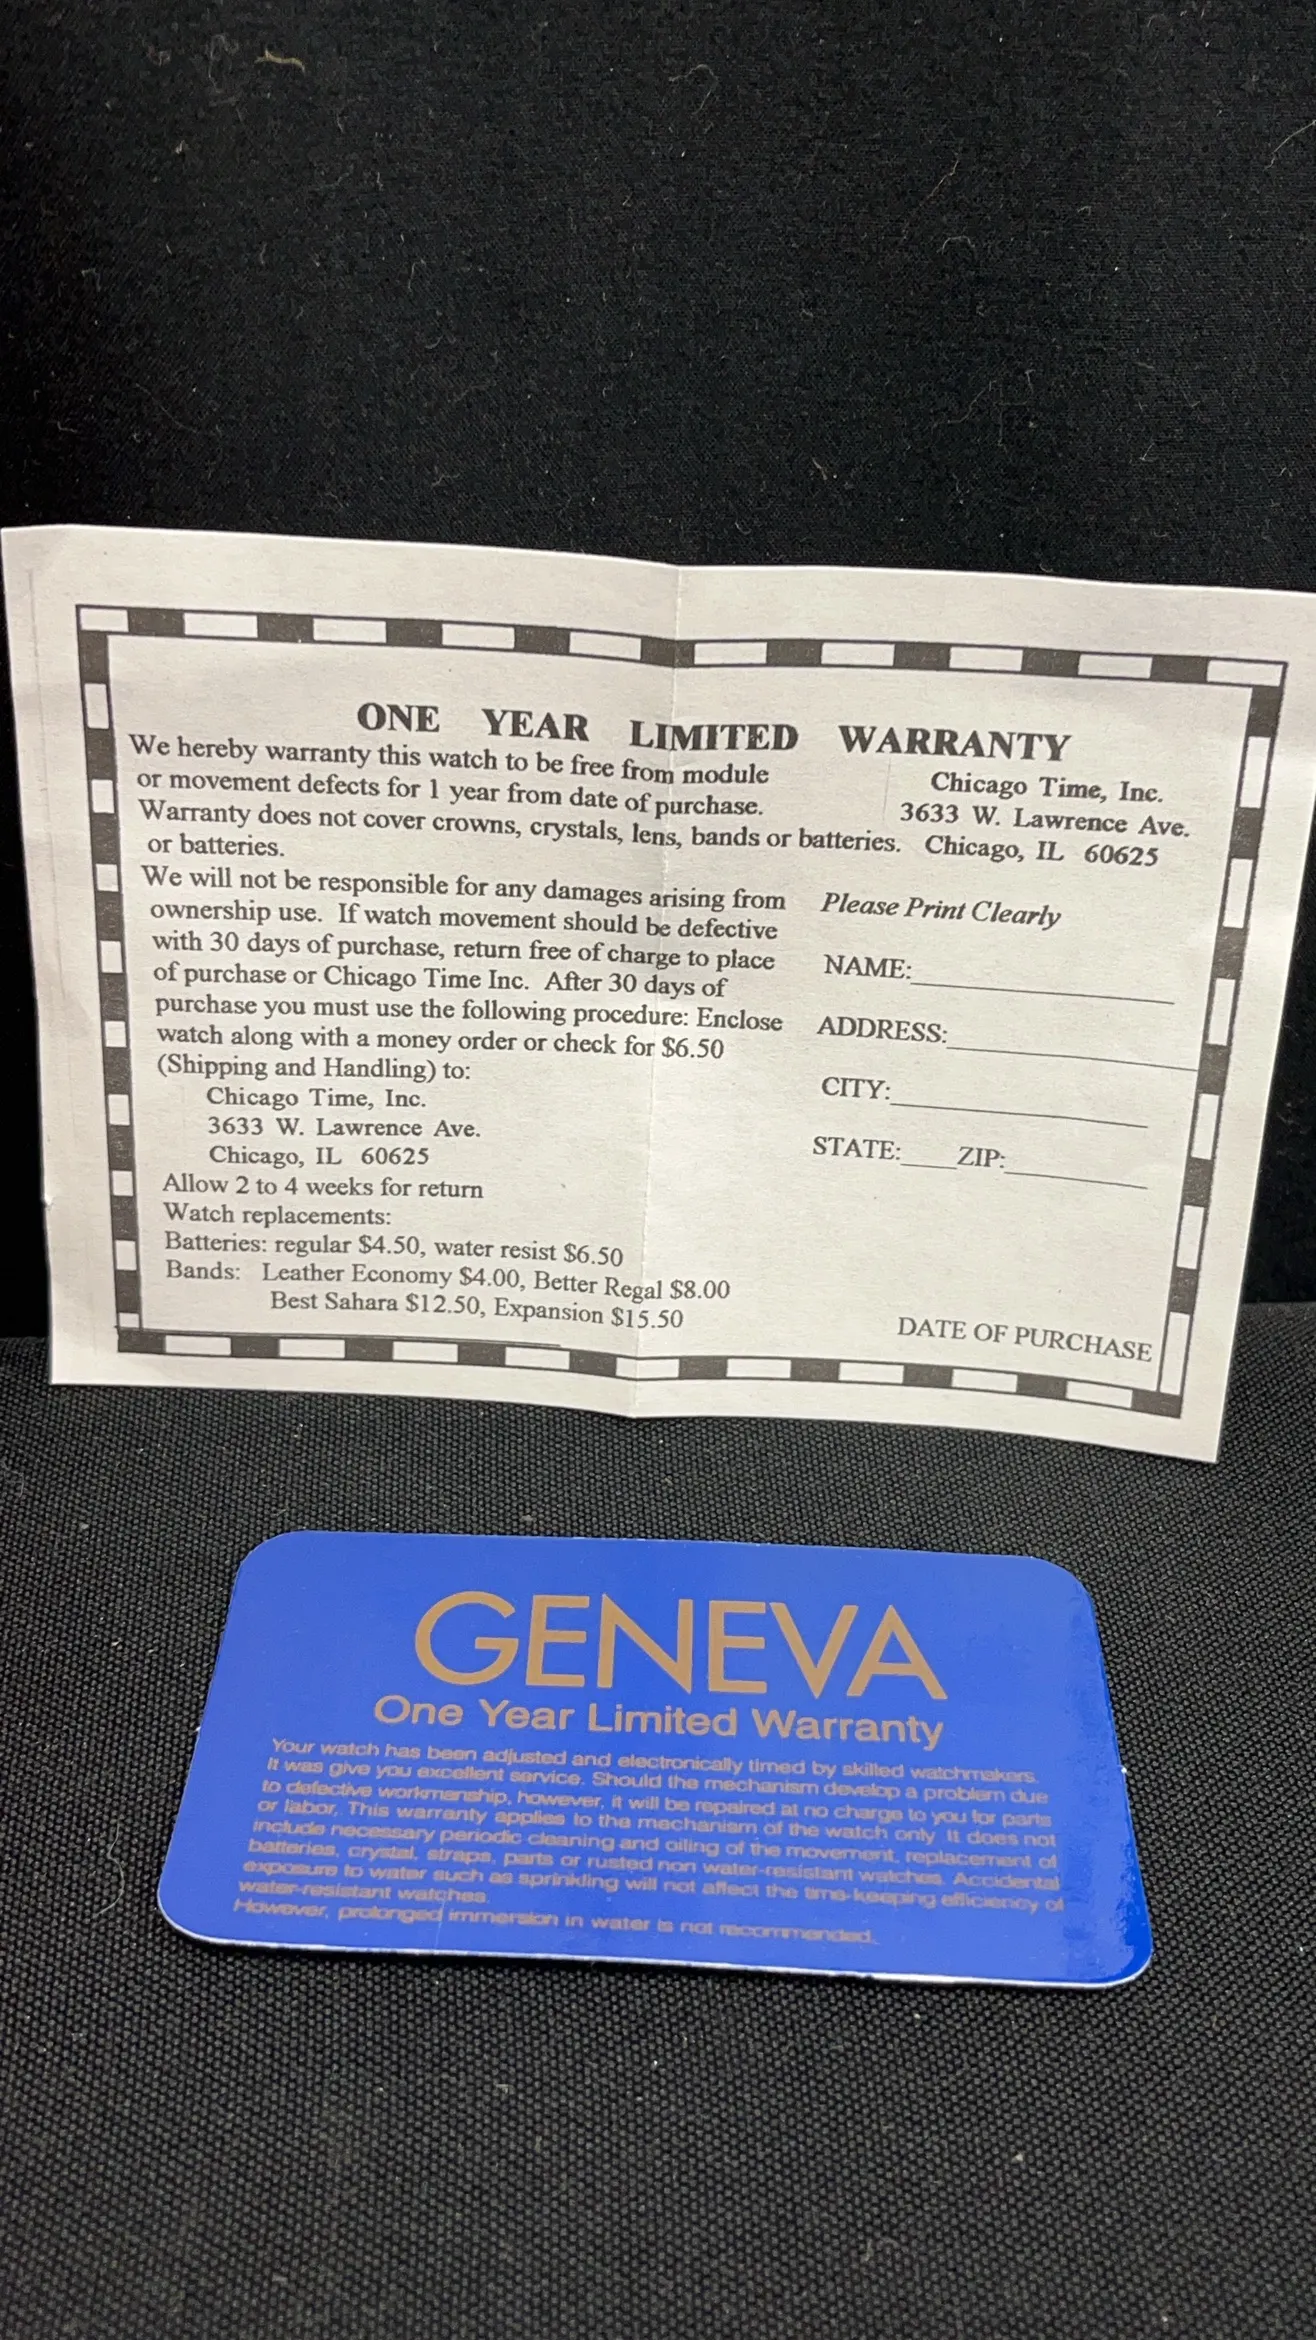 ONE YEAR LIMITED WARRANTY
We hereby warranty this watch to be free from module
or movement defects for 1 year from date of purchase.
Warranty does not cover crowns, crystals, lens, bands or batteries.
or batteries.
We will not be responsible for any damages arising from
ownership use. If watch movement should be defective
with 30 days of purchase, return free of charge to place
of purchase or Chicago Time Inc. After 30 days of
purchase you must use the following procedure: Enclose
watch along with a money order or check for $6.50
(Shipping and Handling) to:
Chicago Time, Inc.
3633 W. Lawrence Ave.
Chicago, IL 60625
Allow 2 to 4 weeks for return
Watch replacements:
Batteries: regular $4.50, water resist $6.50
Bands: Leather Economy $4.00, Better Regal $8.00
Best Sahara $12.50, Expansion $15.50
Chicago Time, Inc.
3633 W. Lawrence Ave.
Chicago, IL 60625
Please Print Clearly
NAME:
ADDRESS:
CITY:
STATE: ZIP:
DATE OF PURCHASE
GENEVA
One Year Limited Warranty
Your watch has been adjusted and electronically timed by skilled watchmakers.
It was give you excellent service. Should the mechanism develop a problem due
to defective workmanship, however, it will be repaired at no charge to you for parts
or labor, This warranty applies to the mechanism of the watch only. It does not
include necessary periodic cleaning and oiling of the movement, replacement of
batteries, crystal, straps, parts or rusted non water-resistant watches. Accidental
exposure to water such as sprinkling will not affect the time-keeping efficiency of
water-resistant watches.
However, prolonged immersion in water is not recommended.